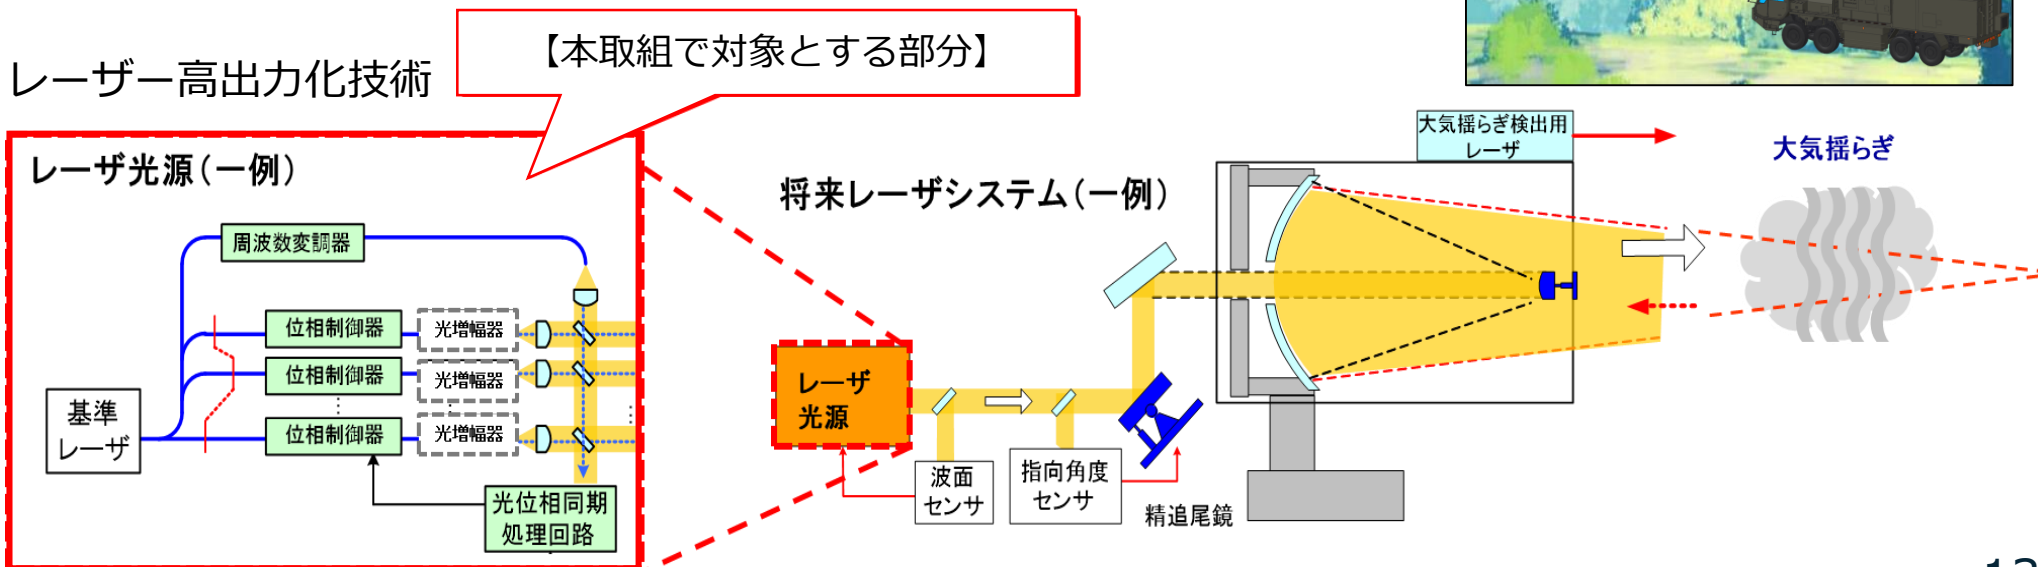 【本取組で対象とする部分】
レーザー高出力化技術
レーザ光源(一例)
周波数変調器
位相制御器
光増幅器
位相制御器
光増幅器
位相制御器
光増幅器
基準
レーザ
光位相同期
処理回路
将来レーザシステム(一例)
大気揺らぎ検出用
レーザ
大気揺らぎ
レーザ
光源
波面
センサ
指向角度
センサ
精追尾鏡